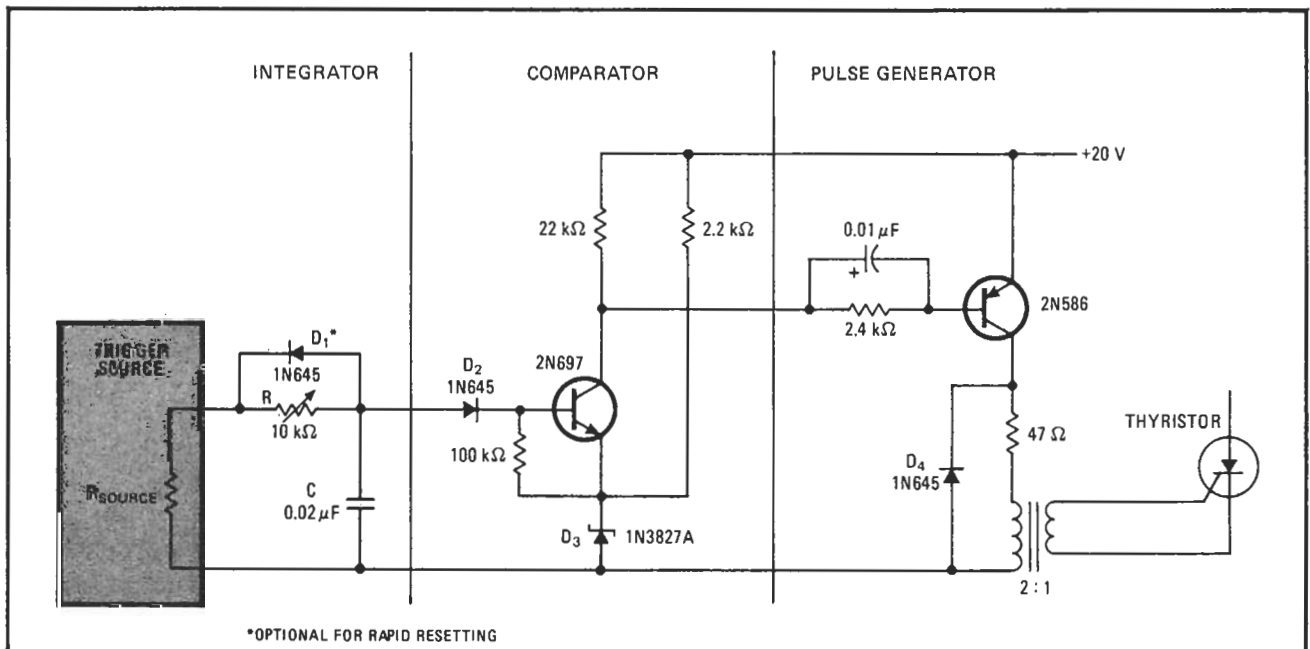 INTEGRATOR
COMPARATOR
PULSE GENERATOR
+20 V
22 kΩ
2.2 kΩ
0.01 μF
+
2N586
2.4 kΩ
TRIGGER
SOURCE
D1*
1N645
R
10 kΩ
D2
1N645
2N697
100 kΩ
RSOURCE
C
0.02 μF
D3
1N3827A
D4
1N645
47 Ω
THYRISTOR
2 : 1
*OPTIONAL FOR RAPID RESETTING